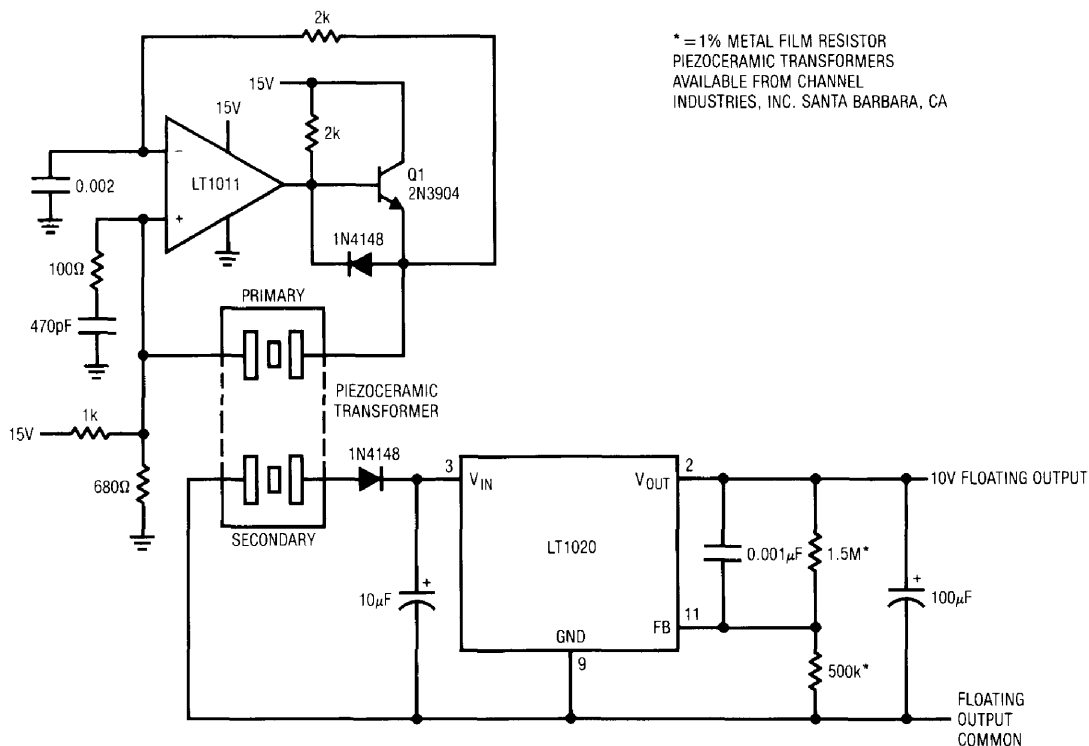 2k
* = 1% METAL FILM RESISTOR
PIEZOCERAMIC TRANSFORMERS
AVAILABLE FROM CHANNEL
INDUSTRIES, INC. SANTA BARBARA, CA
15V
15V
2k
−
LT1011
+
Q1
2N3904
0.002
1N4148
100Ω
470pF
PRIMARY
PIEZOCERAMIC
TRANSFORMER
1k
15V
680Ω
1N4148
SECONDARY
3
VIN
VOUT
2
10V FLOATING OUTPUT
LT1020
0.001μF
1.5M*
+
10μF
+
100μF
FB
11
GND
9
500k*
FLOATING
OUTPUT
COMMON